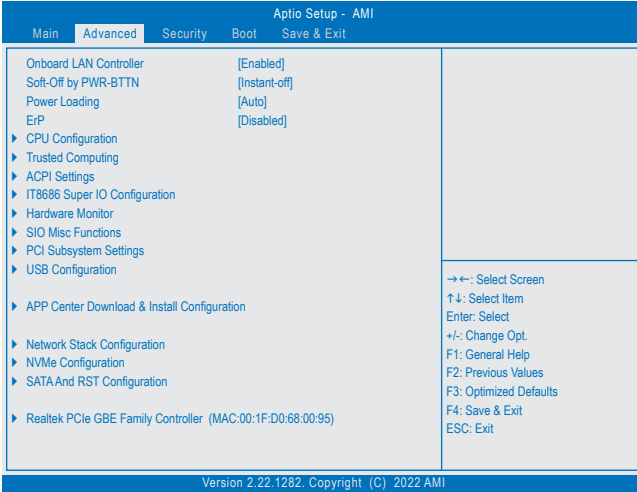 Aptio Setup - AMI
Main Advanced Security Boot Save & Exit
Onboard LAN Controller [Enabled]
Soft-Off by PWR-BTTN [Instant-off]
Power Loading [Auto]
ErP [Disabled]
CPU Configuration
Trusted Computing
ACPI Settings
IT8686 Super IO Configuration
Hardware Monitor
SIO Misc Functions
PCI Subsystem Settings
USB Configuration
APP Center Download & Install Configuration
Network Stack Configuration
NVMe Configuration
SATA And RST Configuration
Realtek PCIe GBE Family Controller (MAC:00:1F:D0:68:00:95)
→←: Select Screen
↑↓: Select Item
Enter: Select
+/-: Change Opt.
F1: General Help
F2: Previous Values
F3: Optimized Defaults
F4: Save & Exit
ESC: Exit
Version 2.22.1282. Copyright (C) 2022 AMI